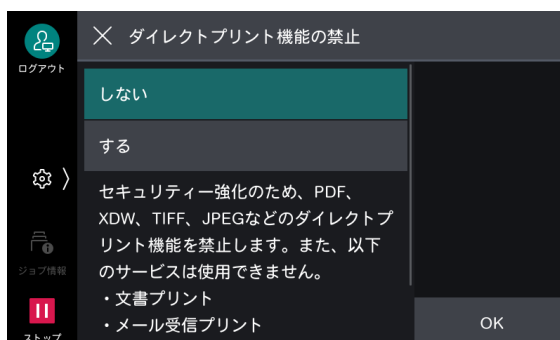 ダイレクトプリント機能の禁止
ログアウト
しない
する
セキュリティー強化のため、PDF、
XDW、TIFF、JPEGなどのダイレクトプ
リント機能を禁止します。また、以下
のサービスは使用できません。
・文書プリント
・メール受信プリント
ジョブ情報
ストップ
OK